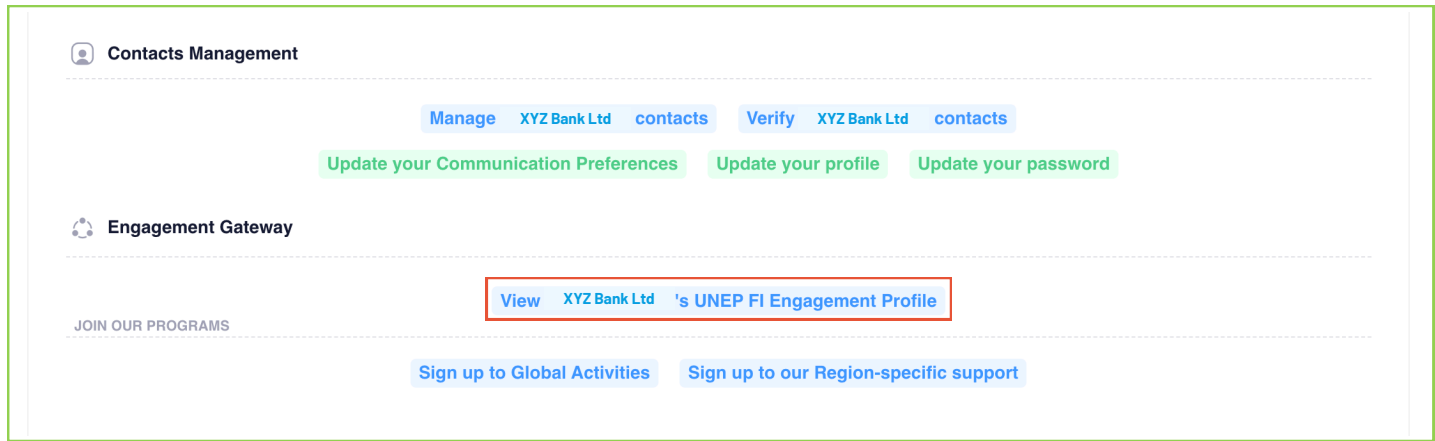 Contacts Management
Manage XYZ Bank Ltd contacts Verify XYZ Bank Ltd contacts
Update your Communication Preferences Update your profile Update your password
Engagement Gateway
View XYZ Bank Ltd 's UNEP FI Engagement Profile
JOIN OUR PROGRAMS
Sign up to Global Activities Sign up to our Region-specific support